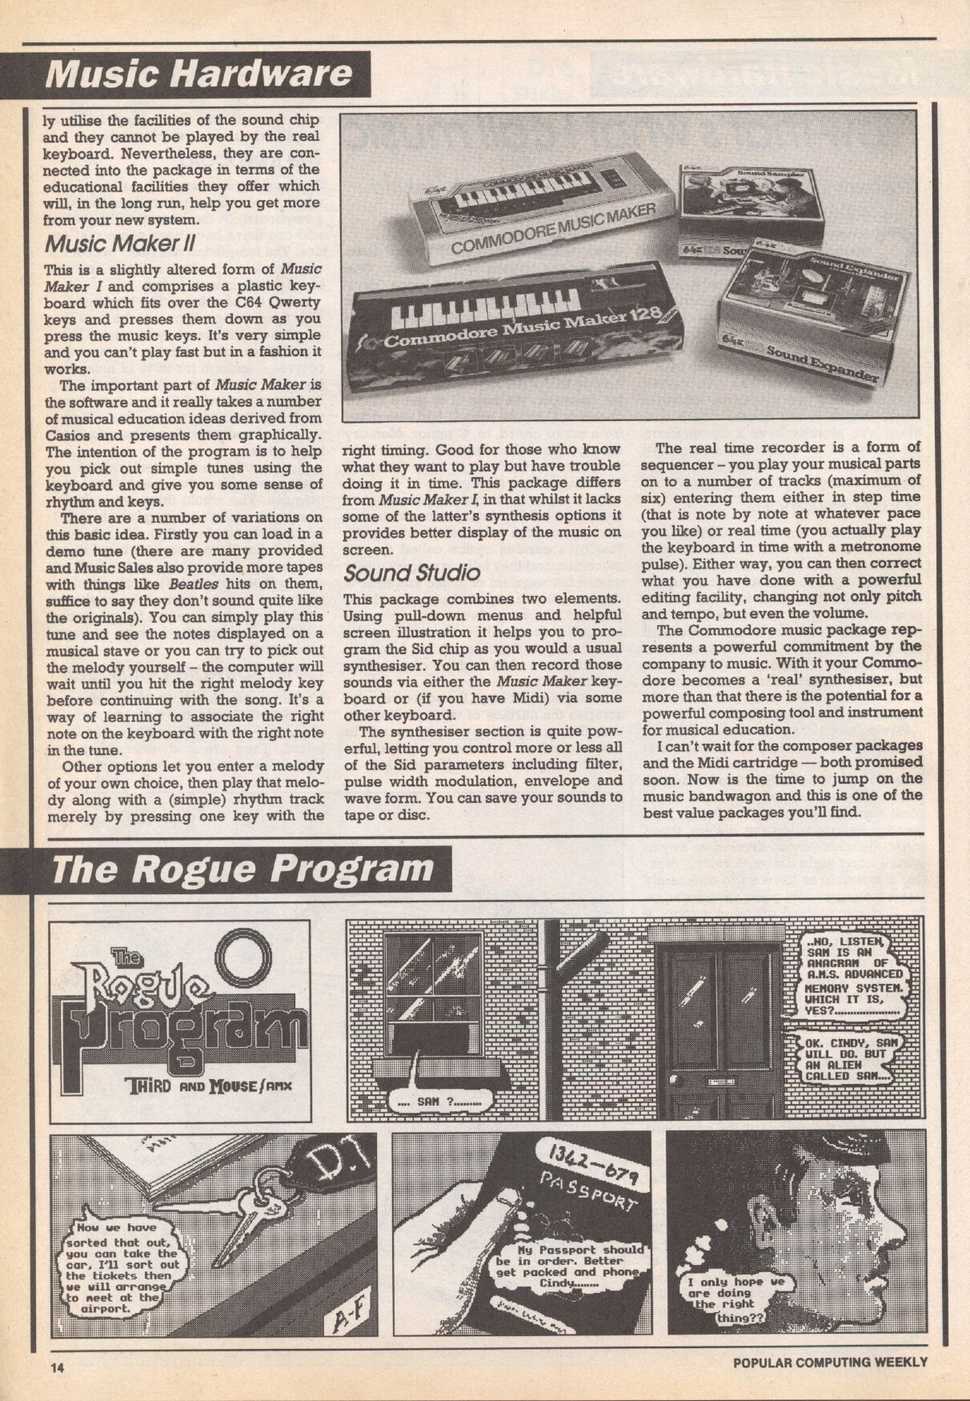 Music Hardware
ly utilise the facilities of the sound chip
and they cannot be played by the real
keyboard. Nevertheless, they are con-
nected into the package in terms of the
educational facilities they offer which
will, in the long run, help you get more
from your new system.
Music Maker II
This is a slightly altered form of Music
Maker I and comprises a plastic key-
board which fits over the C64 Qwerty
keys and presses them down as you
press the music keys. It's very simple
and you can't play fast but in a fashion it
works.
The important part of Music Maker is
the software and it really takes a number
of musical education ideas derived from
Casios and presents them graphically.
The intention of the program is to help
you pick out simple tunes using the
keyboard and give you some sense of
rhythm and keys.
There are a number of variations on
this basic idea. Firstly you can load in a
demo tune (there are many provided
and Music Sales also provide more tapes
with things like Beatles hits on them,
suffice to say they don't sound quite like
the originals). You can simply play this
tune and see the notes displayed on a
musical stave or you can try to pick out
the melody yourself – the computer will
wait until you hit the right melody key
before continuing with the song. It's a
way of learning to associate the right
note on the keyboard with the right note
in the tune.
Other options let you enter a melody
of your own choice, then play that melo-
dy along with a (simple) rhythm track
merely by pressing one key with the
COMMODORE MUSIC MAKER
Sound Sampler
Sou
Commodore Music Maker 128
Sound Expander
Sound Expander
right timing. Good for those who know
what they want to play but have trouble
doing it in time. This package differs
from Music Maker I, in that whilst it lacks
some of the latter's synthesis options it
provides better display of the music on
screen.
Sound Studio
This package combines two elements.
Using pull-down menus and helpful
screen illustration it helps you to pro-
gram the Sid chip as you would a usual
synthesiser. You can then record those
sounds via either the Music Maker key-
board or (if you have Midi) via some
other keyboard.
The synthesiser section is quite pow-
erful, letting you control more or less all
of the Sid parameters including filter,
pulse width modulation, envelope and
wave form. You can save your sounds to
tape or disc.
The real time recorder is a form of
sequencer – you play your musical parts
on to a number of tracks (maximum of
six) entering them either in step time
(that is note by note at whatever pace
you like) or real time (you actually play
the keyboard in time with a metronome
pulse). Either way, you can then correct
what you have done with a powerful
editing facility, changing not only pitch
and tempo, but even the volume.
The Commodore music package rep-
resents a powerful commitment by the
company to music. With it your Commo-
dore becomes a 'real' synthesiser, but
more than that there is the potential for a
powerful composing tool and instrument
for musical education.
I can't wait for the composer packages
and the Midi cartridge — both promised
soon. Now is the time to jump on the
music bandwagon and this is one of the
best value packages you'll find.
The Rogue Program
The
Rogue
Program
THIRD AND MOUSE/AMX
.... SAM ?.........
..NO, LISTEN,
SAM IS AN
ANAGRAM OF
A.M.S. ADVANCED
MEMORY SYSTEM.
WHICH IT IS,
YES?.....................
OK. CINDY, SAM
WILL DO. BUT
AN ALIEN
CALLED SAM....
D.J
Now we have
sorted that out,
you can take the
car, I'll sort out
the tickets then
we will arrange
to meet at the
airport.
A-F
1342-679
PASSPORT
My Passport should
be in order. Better
get packed and phone
Cindy........
I only hope we
are doing
the right
thing??
14
POPULAR COMPUTING WEEKLY